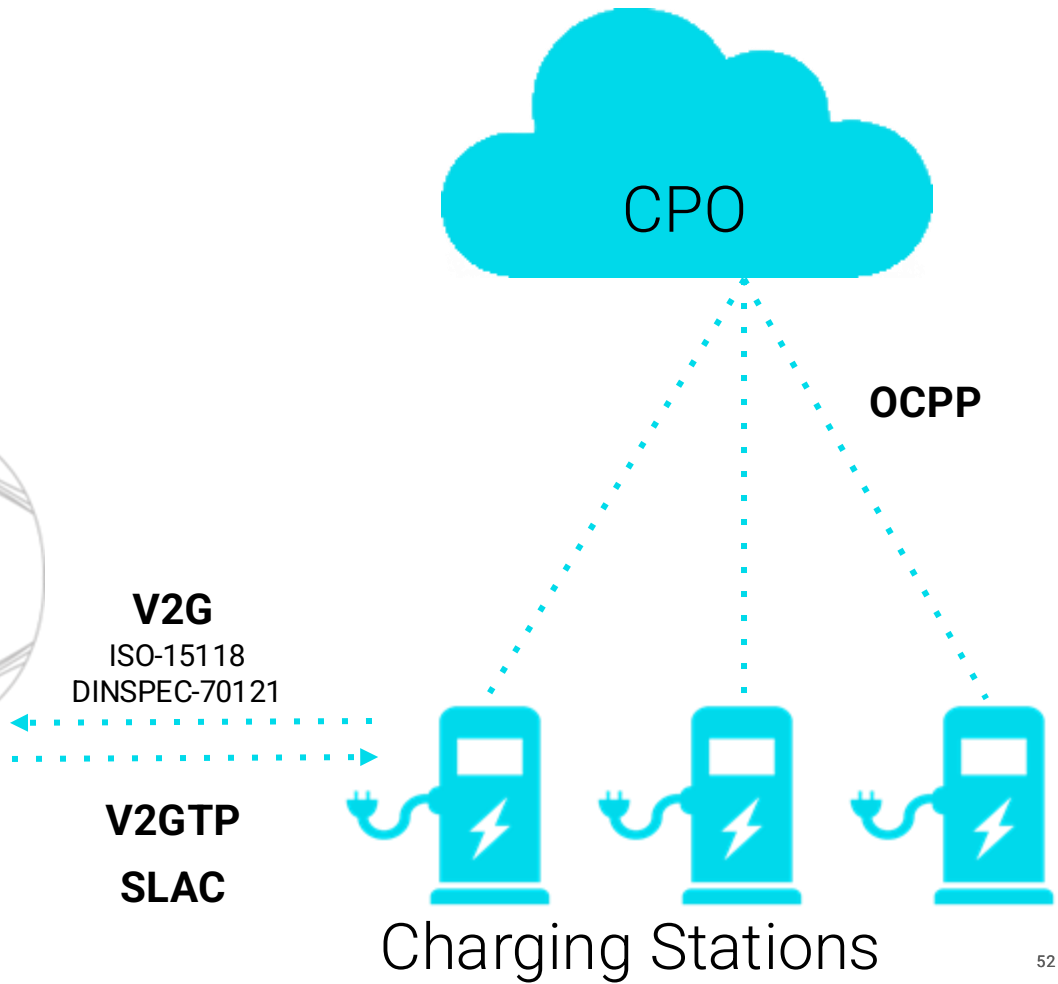 CPO
OCPP
V2G
ISO-15118
DINSPEC-70121
V2GTP
SLAC
Charging Stations
52